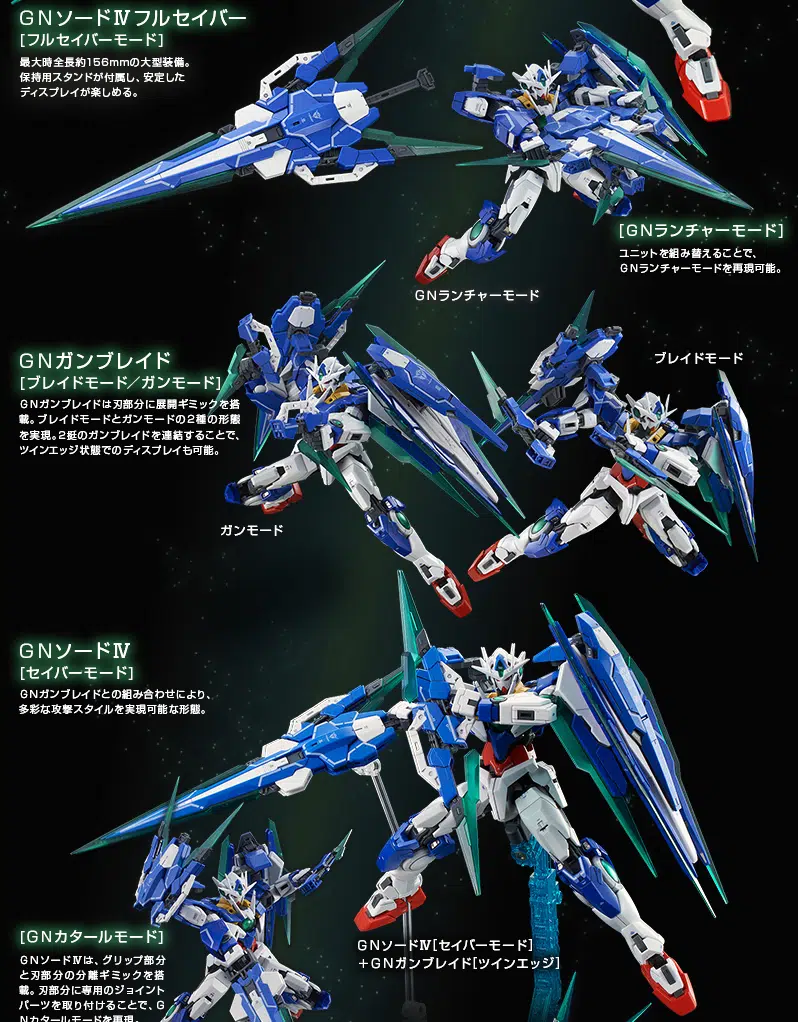 GNソードⅣフルセイバー
[フルセイバーモード]
最大時全長約156mmの大型装備。
保持用スタンドが付属し、安定した
ディスプレイが楽しめる。
[GNランチャーモード]
ユニットを組み替えることで、
GNランチャーモードを再現可能。
GNランチャーモード
GNガンブレイド
[ブレイドモード／ガンモード]
GNガンブレイドは刃部分に展開ギミックを搭
載。ブレイドモードとガンモードの2種の形態
を実現。2挺のガンブレイドを連結することで、
ツインエッジ状態でのディスプレイも可能。
ブレイドモード
ガンモード
GNソードⅣ
[セイバーモード]
GNガンブレイドとの組み合わせにより、
多彩な攻撃スタイルを実現可能な形態。
[GNカタールモード]
GNソードⅣは、グリップ部分
と刃部分の分離ギミックを搭
載。刃部分に専用のジョイント
パーツを取り付けることで、G
Nカタールモードを再現。
GNソードⅣ[セイバーモード]
＋GNガンブレイド[ツインエッジ]